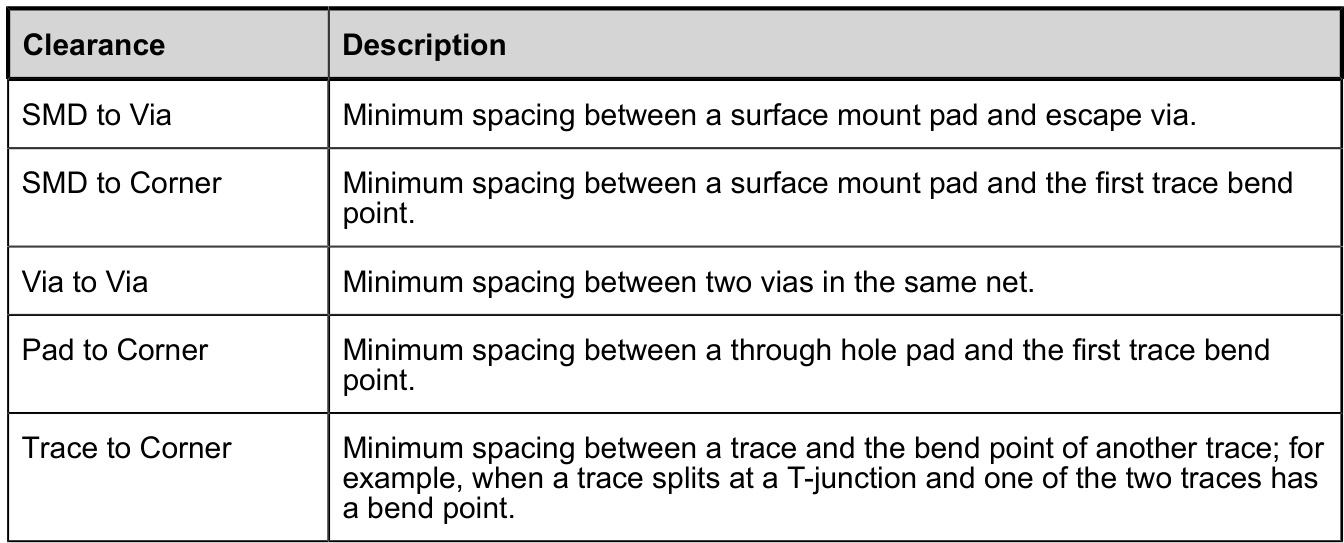 Clearance
Description
SMD to Via
Minimum spacing between a surface mount pad and escape via.
SMD to Corner
Minimum spacing between a surface mount pad and the first trace bend
point.
Via to Via
Minimum spacing between two vias in the same net.
Pad to Corner
Minimum spacing between a through hole pad and the first trace bend
point.
Trace to Corner
Minimum spacing between a trace and the bend point of another trace; for
example, when a trace splits at a T-junction and one of the two traces has
a bend point.